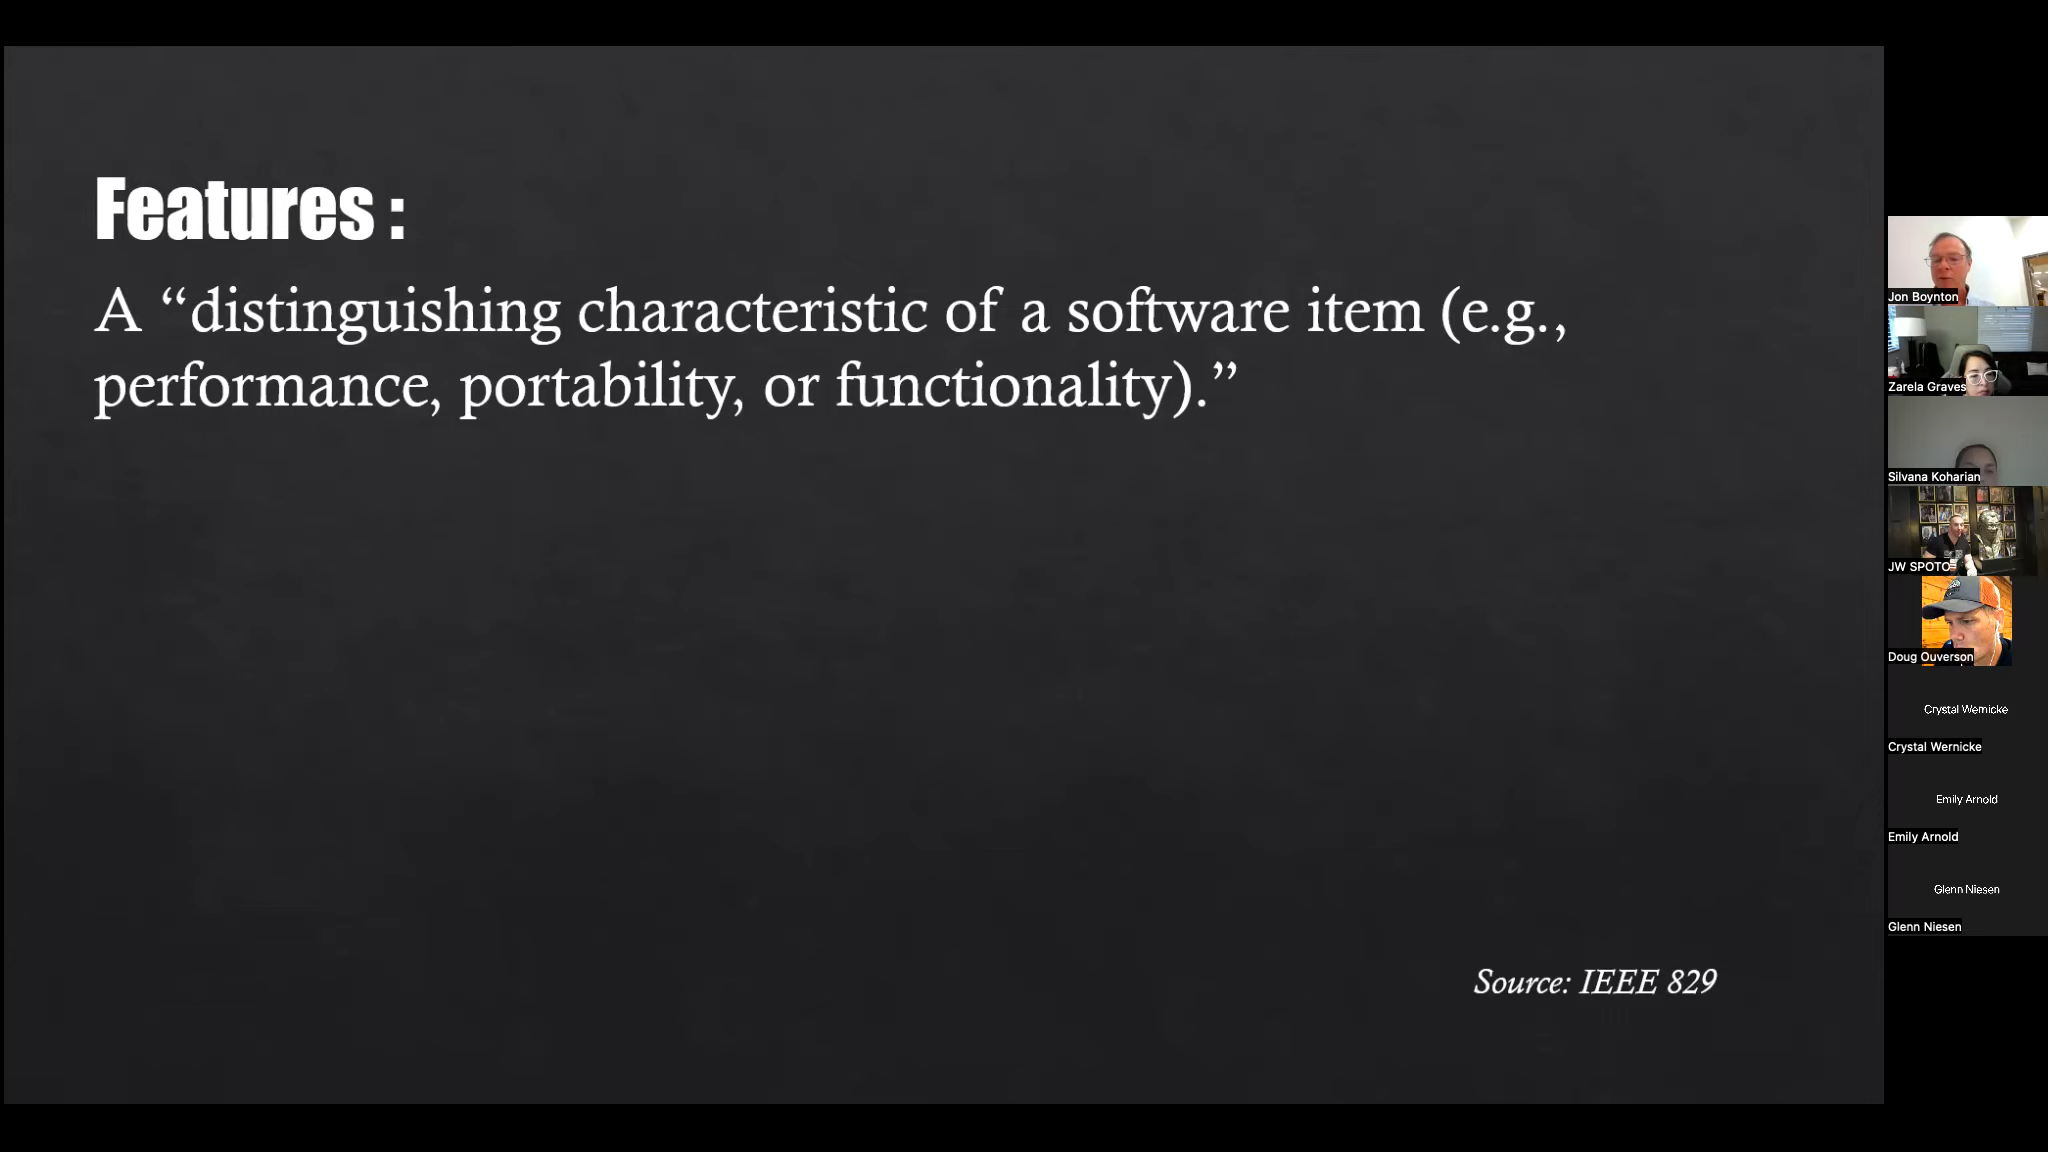 Features :
A “distinguishing characteristic of a software item (e.g.,
performance, portability, or functionality).”
Source: IEEE 829
Jon Boynton
Zarela Graves
Silvana Koharian
JW SPOTO
Doug Ouverson
Crystal Wernicke
Crystal Wernicke
Emily Arnold
Emily Arnold
Glenn Niesen
Glenn Niesen